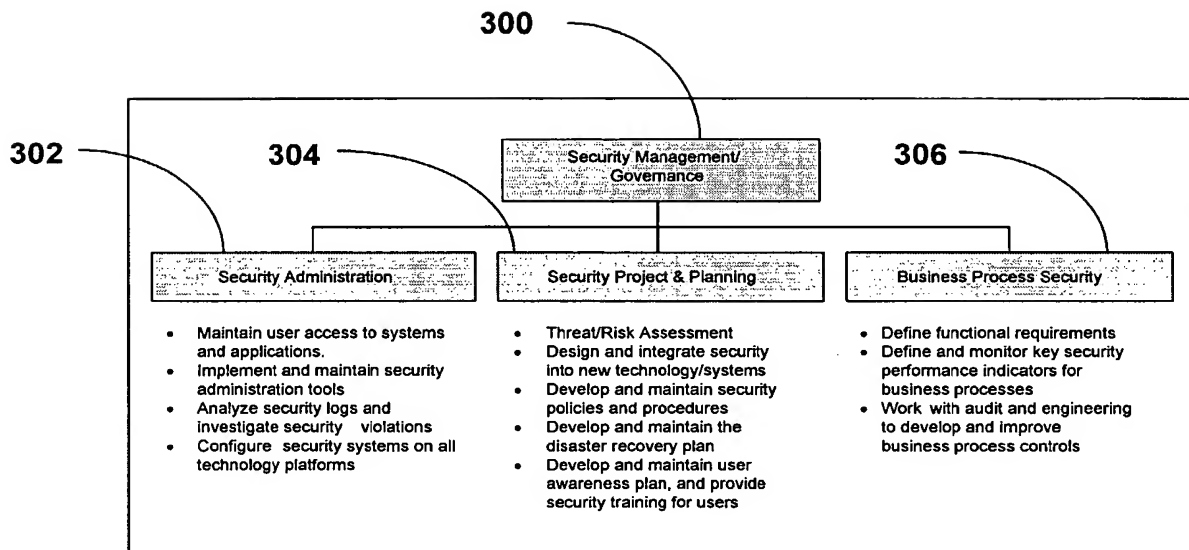 300
302
304
306
Security Management/
Governance
Security Administration
Security Project & Planning
Business Process Security
• Maintain user access to systems
and applications.
• Implement and maintain security
administration tools
• Analyze security logs and
investigate security violations
• Configure security systems on all
technology platforms
• Threat/Risk Assessment
• Design and integrate security
into new technology/systems
• Develop and maintain security
policies and procedures
• Develop and maintain the
disaster recovery plan
• Develop and maintain user
awareness plan, and provide
security training for users
• Define functional requirements
• Define and monitor key security
performance indicators for
business processes
• Work with audit and engineering
to develop and improve
business process controls